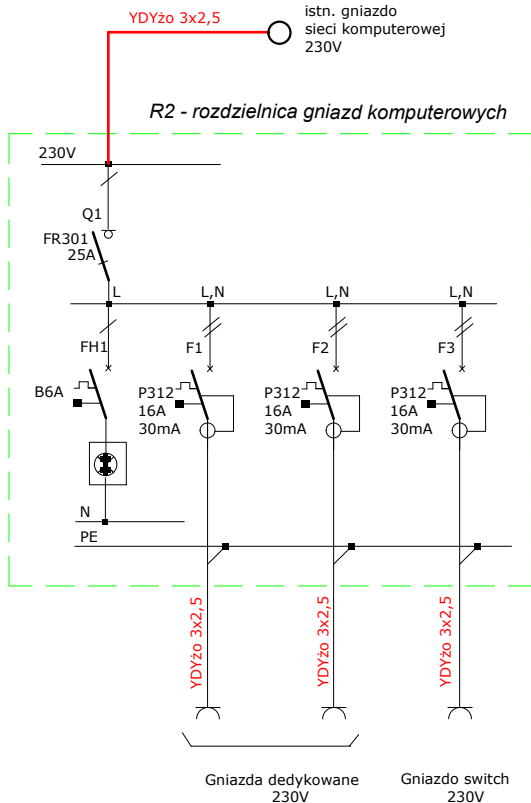 YDYżo 3x2,5
istn. gniazdo
sieci komputerowej
230V
R2 - rozdzielnica gniazd komputerowych
230V
Q1
FR301
25A
L
L,N
L,N
L,N
FH1
F1
F2
F3
B6A
P312
16A
30mA
P312
16A
30mA
P312
16A
30mA
N
PE
YDYżo 3x2,5
YDYżo 3x2,5
YDYżo 3x2,5
Gniazda dedykowane
230V
Gniazdo switch
230V